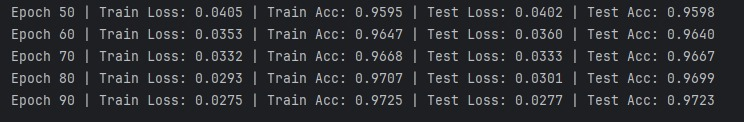 Epoch 50 | Train Loss: 0.0405 | Train Acc: 0.9595 | Test Loss: 0.0402 | Test Acc: 0.9598
Epoch 60 | Train Loss: 0.0353 | Train Acc: 0.9647 | Test Loss: 0.0360 | Test Acc: 0.9640
Epoch 70 | Train Loss: 0.0332 | Train Acc: 0.9668 | Test Loss: 0.0333 | Test Acc: 0.9667
Epoch 80 | Train Loss: 0.0293 | Train Acc: 0.9707 | Test Loss: 0.0301 | Test Acc: 0.9699
Epoch 90 | Train Loss: 0.0275 | Train Acc: 0.9725 | Test Loss: 0.0277 | Test Acc: 0.9723